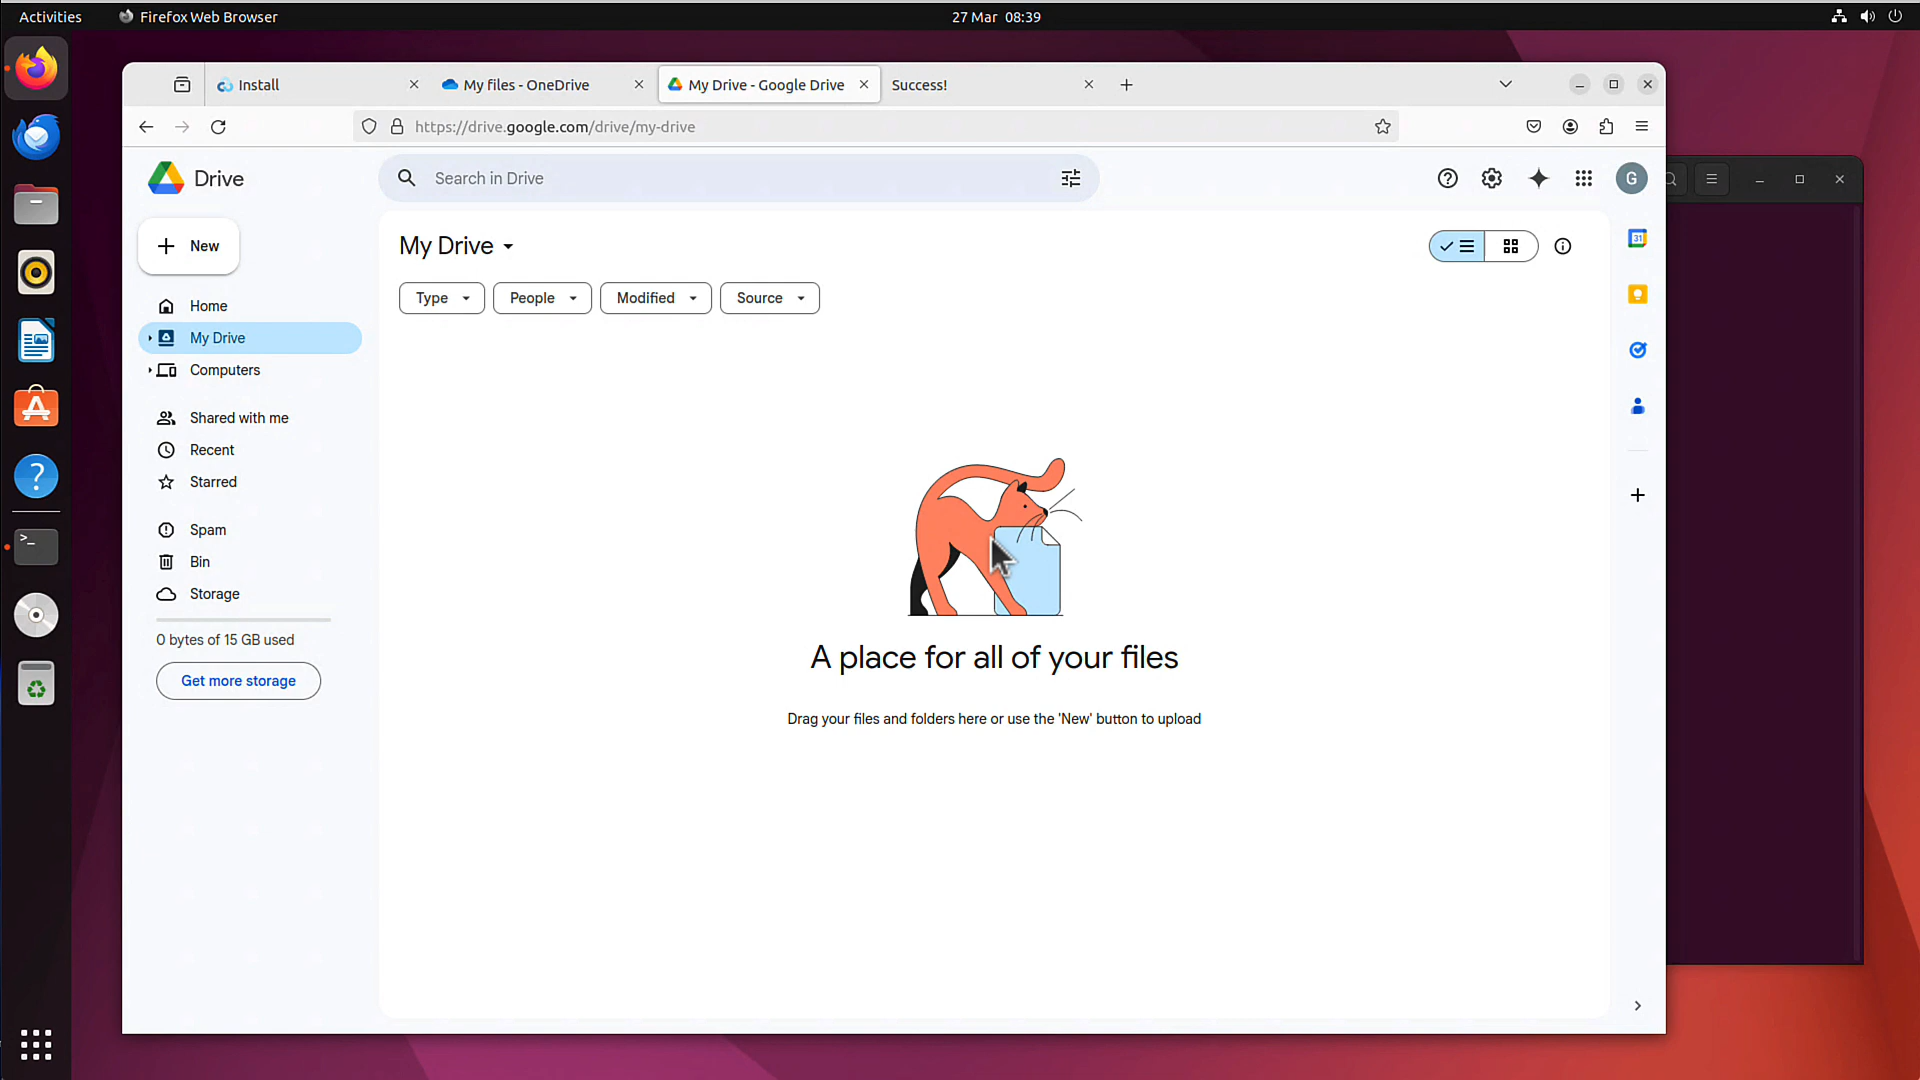 Activities
Firefox Web Browser
27 Mar 08:39
Install
My files - OneDrive
My Drive - Google Drive
Success!
https://drive.google.com/drive/my-drive
Drive
Search in Drive
G
New
My Drive
31
Type
People
Modified
Source
Home
My Drive
Computers
Shared with me
Recent
Starred
Spam
Bin
Storage
0 bytes of 15 GB used
Get more storage
A place for all of your files
Drag your files and folders here or use the 'New' button to upload